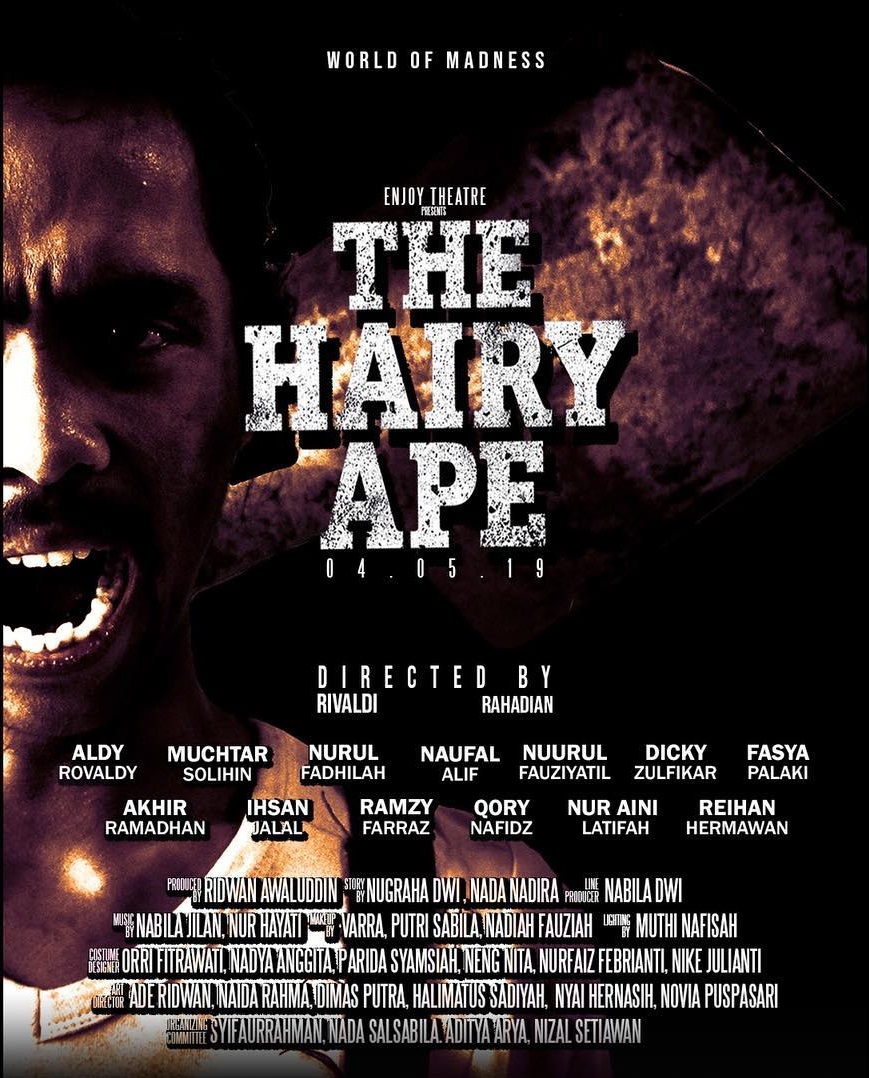 WORLD OF MADNESS
ENJOY THEATRE
PRESENTS
THE
HAIRY
APE
04.05.19
DIRECTED BY
RIVALDI RAHADIAN
ALDY ROVALDY MUCHTAR SOLIHIN NURUL FADHILAH NAUFAL ALIF NUURUL FAUZIYATIL DICKY ZULFIKAR FASYA PALAKI
AKHIR RAMADHAN IHSAN JALAL RAMZY FARRAZ QORY NAFIDZ NUR AINI LATIFAH REIHAN HERMAWAN
PRODUCED BY RIDWAN AWALUDDIN STORY BY NUGRAHA DWI , NADA NADIRA LINE PRODUCER NABILA DWI
MUSIC BY NABILA JILAN, NUR HAYATI MAKEUP BY VARRA, PUTRI SABILA, NADIAH FAUZIAH LIGHTING BY MUTHI NAFISAH
COSTUME DESIGNER ORRI FITRAWATI, NADYA ANGGITA, PARIDA SYAMSIAH, NENG NITA, NURFAIZ FEBRIANTI, NIKE JULIANTI
ART DIRECTOR ADE RIDWAN, NAIDA RAHMA, DIMAS PUTRA, HALIMATUS SADIYAH, NYAI HERNASIH, NOVIA PUSPASARI
ORGANIZING COMMITTEE SYIFAURRAHMAN, NADA SALSABILA. ADITYA ARYA, NIZAL SETIAWAN